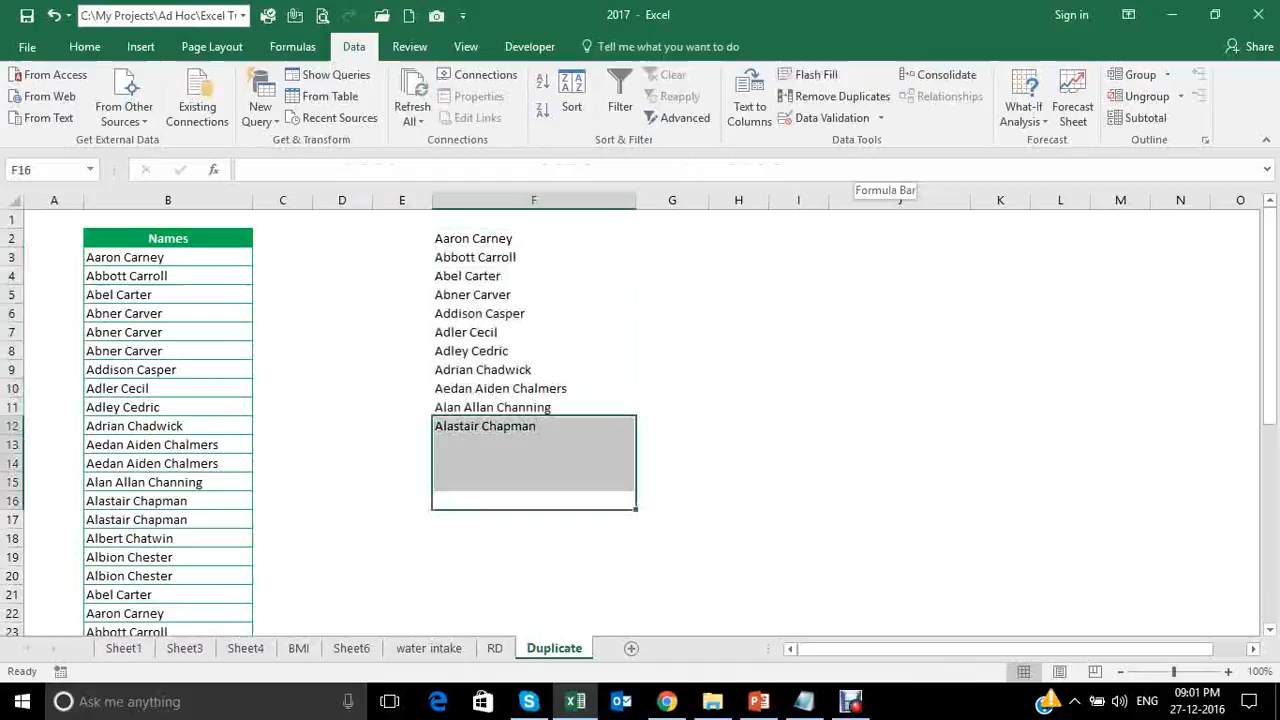 C:\My Projects\Ad Hoc\Excel Tr
2017 - Excel
Sign in
File Home Insert Page Layout Formulas Data Review View Developer Tell me what you want to do Share
From Access
From Web
From Text
From Other Sources
Existing Connections
Get External Data
New Query
Show Queries
From Table
Recent Sources
Get & Transform
Refresh All
Connections
Properties
Edit Links
Connections
Sort
Filter
Clear
Reapply
Advanced
Sort & Filter
Text to Columns
Flash Fill
Remove Duplicates
Data Validation
Consolidate
Relationships
Data Tools
What-If Analysis
Forecast Sheet
Forecast
Group
Ungroup
Subtotal
Outline
F16
fx
Formula Bar
A B C D E F G H I K L M N O
1
2 Names Aaron Carney
3 Aaron Carney Abbott Carroll
4 Abbott Carroll Abel Carter
5 Abel Carter Abner Carver
6 Abner Carver Addison Casper
7 Abner Carver Adler Cecil
8 Abner Carver Adley Cedric
9 Addison Casper Adrian Chadwick
10 Adler Cecil Aedan Aiden Chalmers
11 Adley Cedric Alan Allan Channing
12 Adrian Chadwick Alastair Chapman
13 Aedan Aiden Chalmers
14 Aedan Aiden Chalmers
15 Alan Allan Channing
16 Alastair Chapman
17 Alastair Chapman
18 Albert Chatwin
19 Albion Chester
20 Albion Chester
21 Abel Carter
22 Aaron Carney
23 Abbott Carroll
Sheet1 Sheet3 Sheet4 BMI Sheet6 water intake RD Duplicate
Ready
100%
Ask me anything
ENG
09:01 PM
27-12-2016